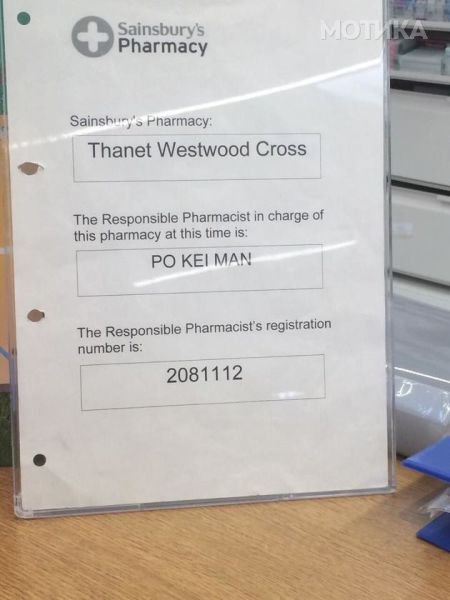 МОТИКА
Sainsbury's
Pharmacy
Sainsbury's Pharmacy:
Thanet Westwood Cross
The Responsible Pharmacist in charge of
this pharmacy at this time is:
PO KEI MAN
The Responsible Pharmacist's registration
number is:
2081112